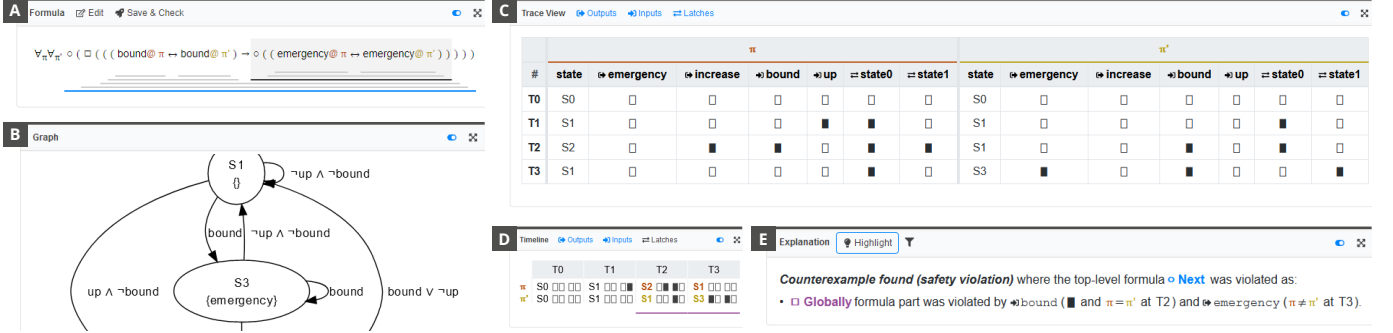 A Formula Edit Save & Check
∀π∀π' ○ ( □ ( ( ( bound@ π ↔ bound@ π' ) → ○ ( ( emergency@ π ↔ emergency@ π' ) ) ) ) )
B Graph
S1
{}
¬up ∧ ¬bound
bound ¬up ∧ ¬bound
S3
{emergency}
up ∧ ¬bound bound bound ∨ ¬up
C Trace View Outputs Inputs Latches
π π'
# state emergency increase bound up state0 state1 state emergency increase bound up state0 state1
T0 S0 S0
T1 S1 S1
T2 S2 S1
T3 S1 S3
D Timeline Outputs Inputs Latches
T0 T1 T2 T3
π S0 S1 S2 S1
π' S0 S1 S1 S3
E Explanation Highlight
Counterexample found (safety violation) where the top-level formula ○ Next was violated as:
• □ Globally formula part was violated by bound (■ and π=π' at T2) and emergency (π≠π' at T3).